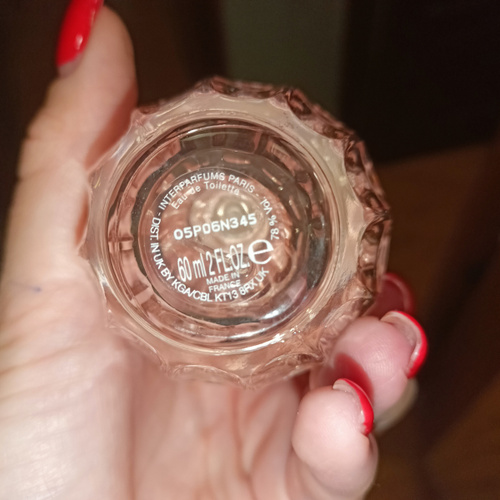 INTERPARFUMS PARIS -
Eau de Toilette
78 % Vol.
05P06N345
60 ml 2 FL.OZ. e
MADE IN
FRANCE
DIST. IN UK BY KGA/CBL KT13 8RX UK